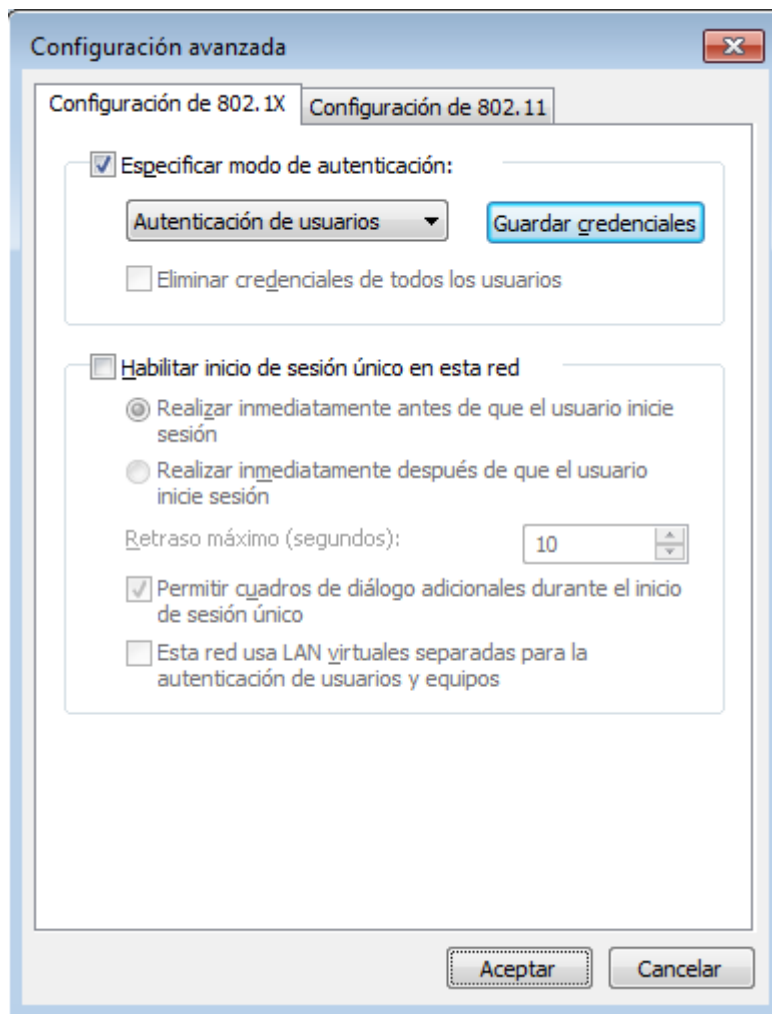 Configuración avanzada
Configuración de 802.1X
Configuración de 802.11
Especificar modo de autenticación:
Autenticación de usuarios
Guardar credenciales
Eliminar credenciales de todos los usuarios
Habilitar inicio de sesión único en esta red
Realizar inmediatamente antes de que el usuario inicie
sesión
Realizar inmediatamente después de que el usuario
inicie sesión
Retraso máximo (segundos):
10
Permitir cuadros de diálogo adicionales durante el inicio
de sesión único
Esta red usa LAN virtuales separadas para la
autenticación de usuarios y equipos
Aceptar
Cancelar